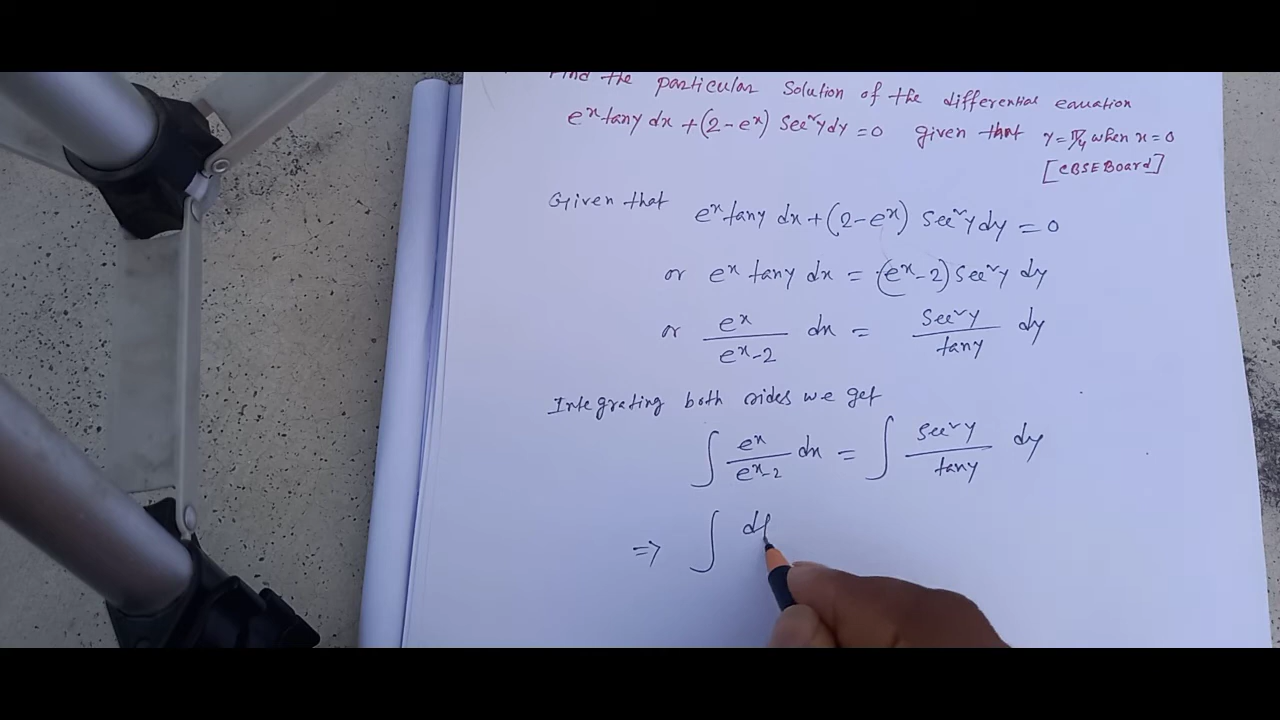 Find the particular Solution of the differential equation
e^x tany dx + (2 - e^x) Sec²y dy = 0 given that y = π/4 when x = 0
[CBSE Board]
Given that e^x tany dx + (2 - e^x) Sec²y dy = 0
or e^x tany dx = (e^x - 2) Sec²y dy
or e^x/(e^x - 2) dx = Sec²y/tany dy
Integrating both sides we get
∫ e^x/(e^x - 2) dx = ∫ Sec²y/tany dy
⇒ ∫ d